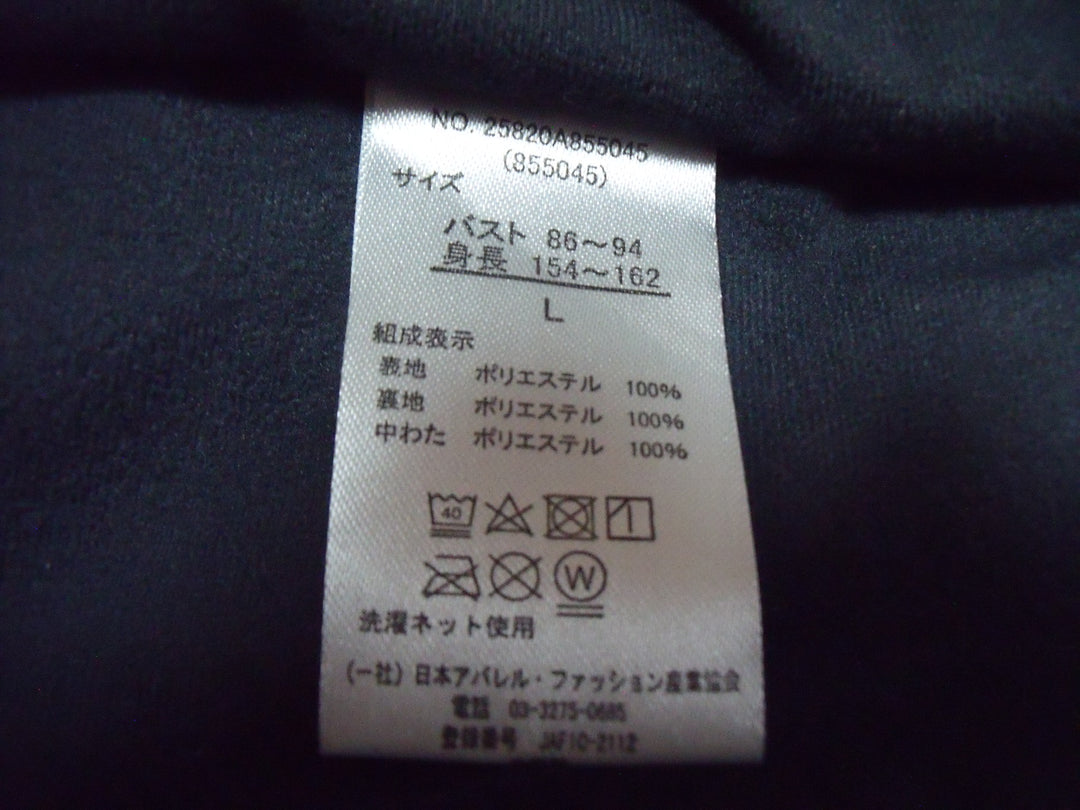 NO. 25820A855045
(855045)
サイズ
バスト 86～94
身長 154～162
L
組成表示
表地 ポリエステル 100%
裏地 ポリエステル 100%
中わた ポリエステル 100%
40
W
洗濯ネット使用
(一社) 日本アパレル・ファッション産業協会
電話 03-3275-0685
登録番号 JAF10-2112